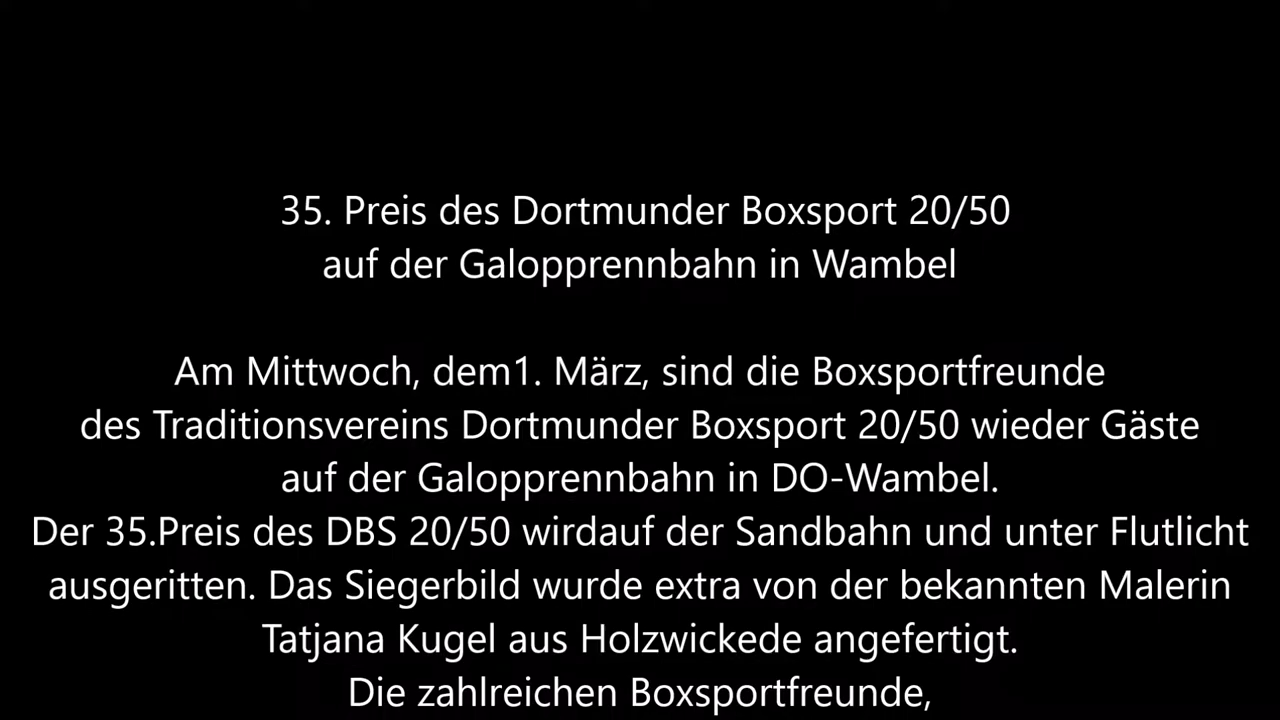 35. Preis des Dortmunder Boxsport 20/50
auf der Galopprennbahn in Wambel
Am Mittwoch, dem1. März, sind die Boxsportfreunde
des Traditionsvereins Dortmunder Boxsport 20/50 wieder Gäste
auf der Galopprennbahn in DO-Wambel.
Der 35.Preis des DBS 20/50 wirdauf der Sandbahn und unter Flutlicht
ausgeritten. Das Siegerbild wurde extra von der bekannten Malerin
Tatjana Kugel aus Holzwickede angefertigt.
Die zahlreichen Boxsportfreunde,